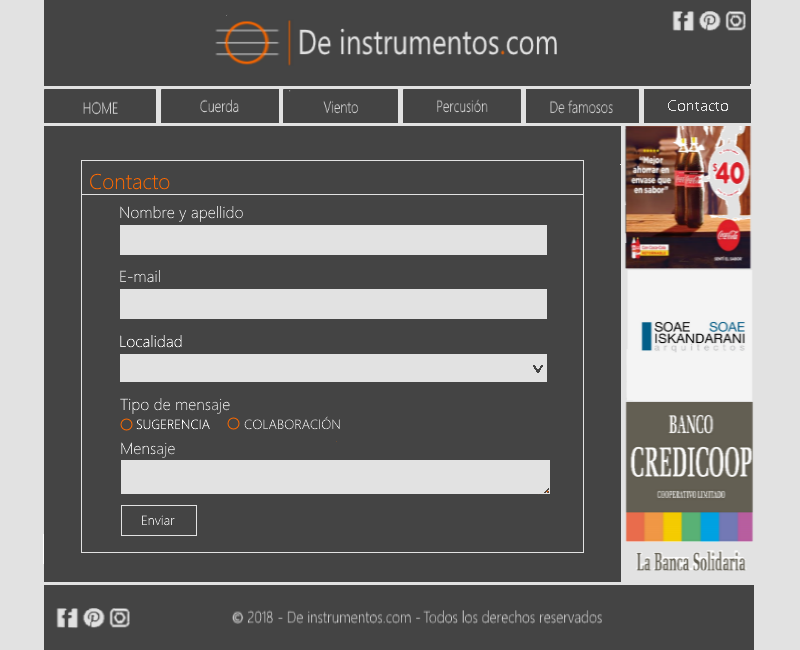 De instrumentos.com
HOME
Cuerda
Viento
Percusión
De famosos
Contacto
Contacto
Nombre y apellido
E-mail
Localidad
Tipo de mensaje
SUGERENCIA
COLABORACIÓN
Mensaje
Enviar
"Mejor
ahorrar en
envase que
en sabor"
$40
Coca-Cola
SOAE SOAE
ISKANDARANI
arquitectos
BANCO
CREDICOOP
COOPERATIVO LIMITADO
La Banca Solidaria
© 2018 - De instrumentos.com - Todos los derechos reservados